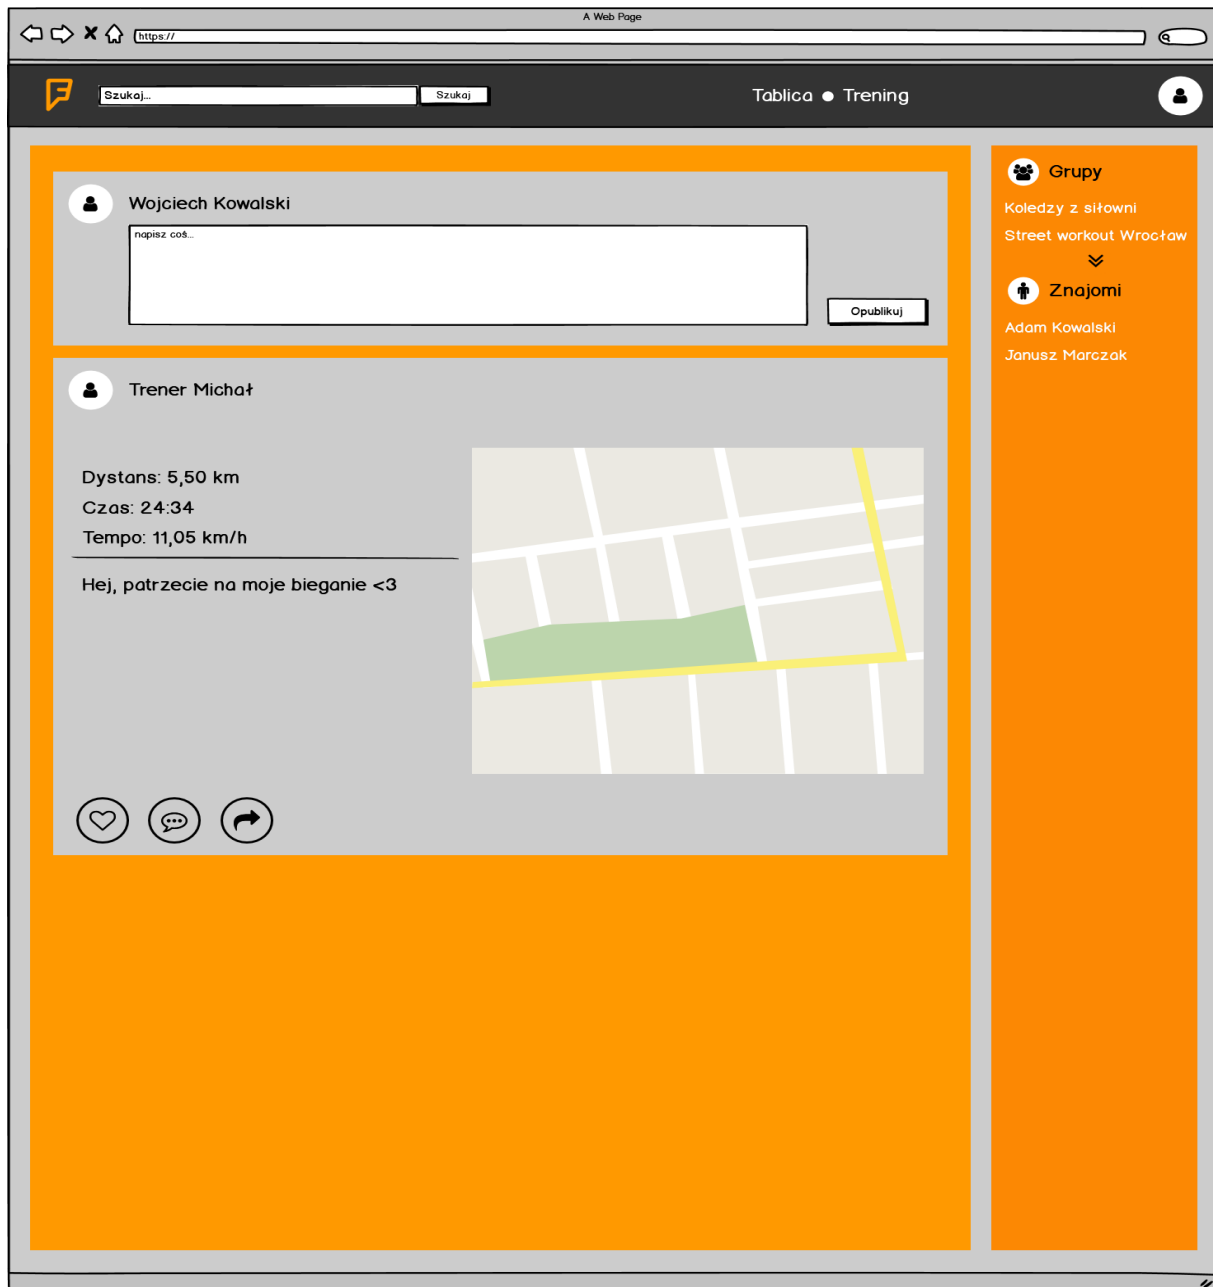 A Web Page
https://
Szukaj...
Szukaj
Tablica ● Trening
Wojciech Kowalski
napisz coś...
Opublikuj
Trener Michał
Dystans: 5,50 km
Czas: 24:34
Tempo: 11,05 km/h
Hej, patrzecie na moje bieganie <3
Grupy
Koledzy z siłowni
Street workout Wrocław
Znajomi
Adam Kowalski
Janusz Marczak